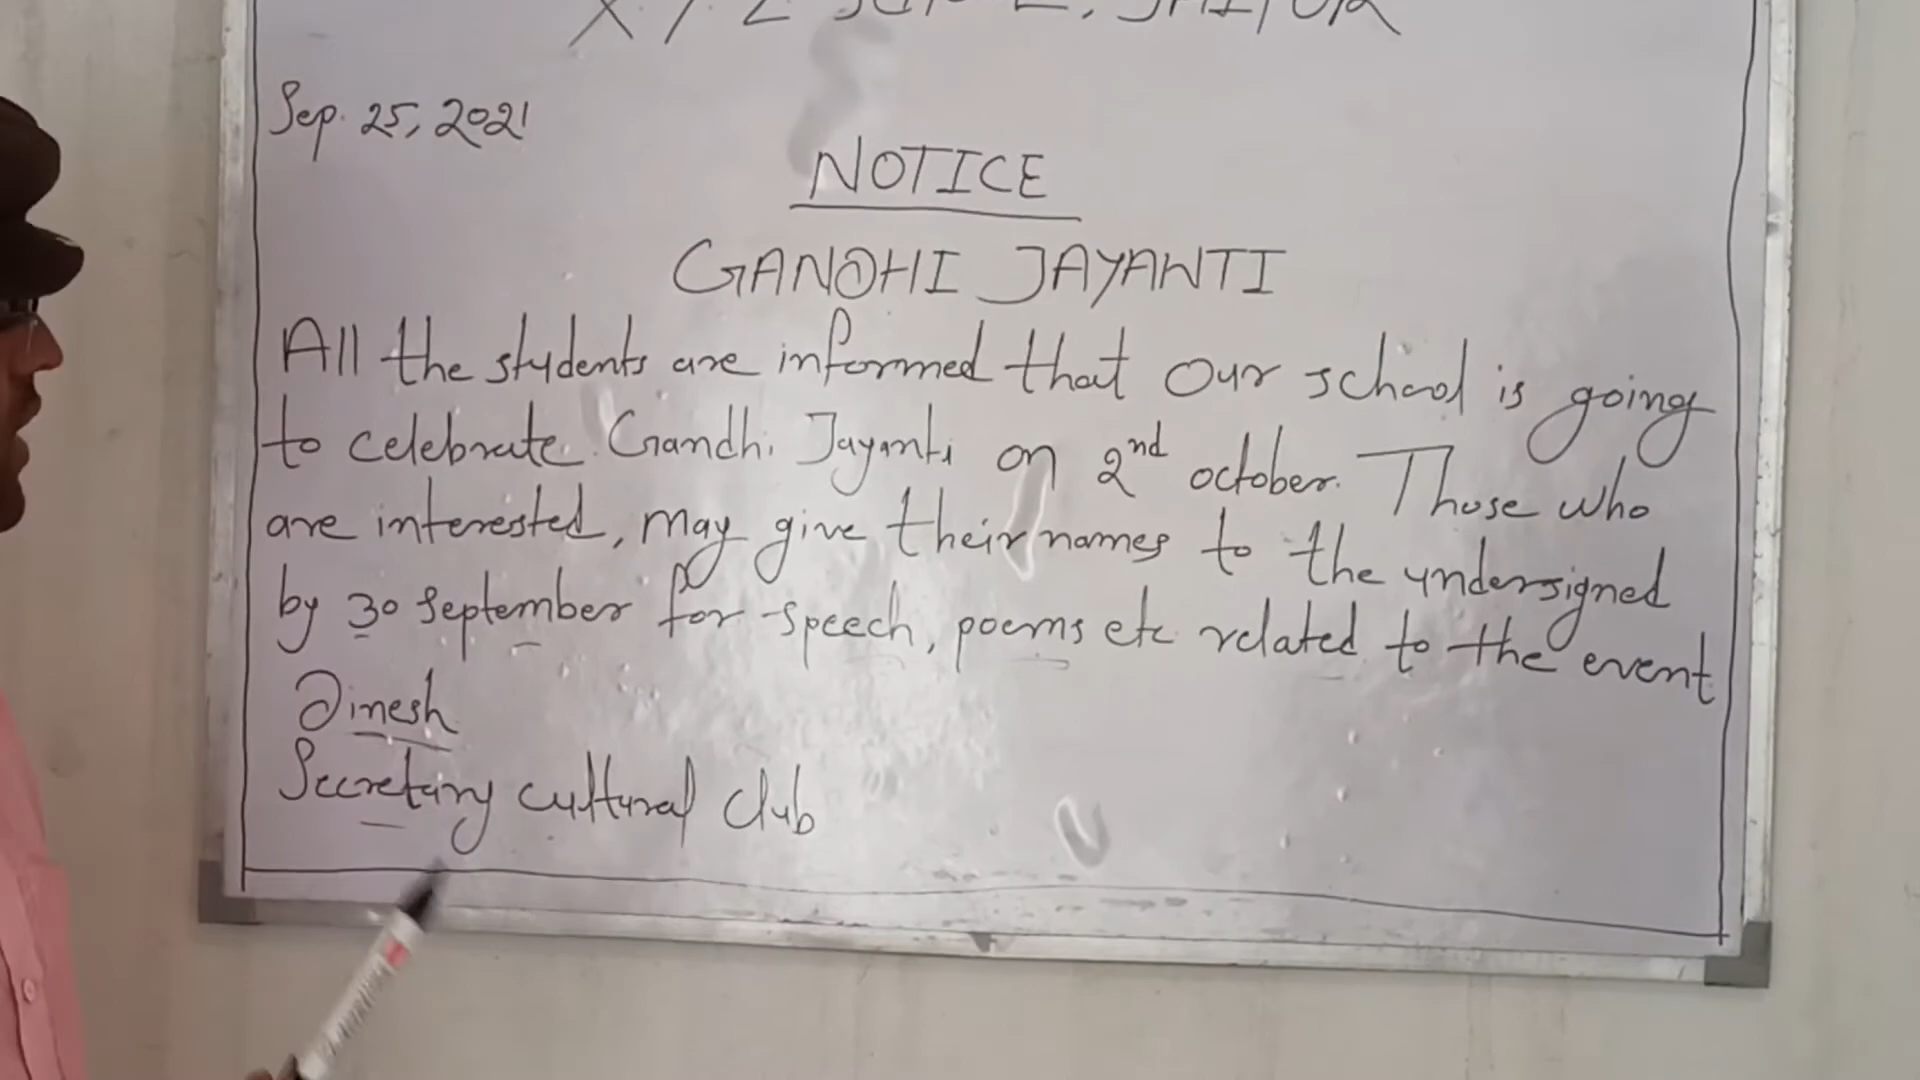 X Y Z
Sep. 25, 2021
NOTICE
GANDHI JAYANTI
All the students are informed that our school is going
to celebrate Gandhi Jayanti on 2nd october. Those who
are interested, may give their names to the undersigned
by 30 September for speech, poems etc related to the event
Dinesh
Secretary cultural club